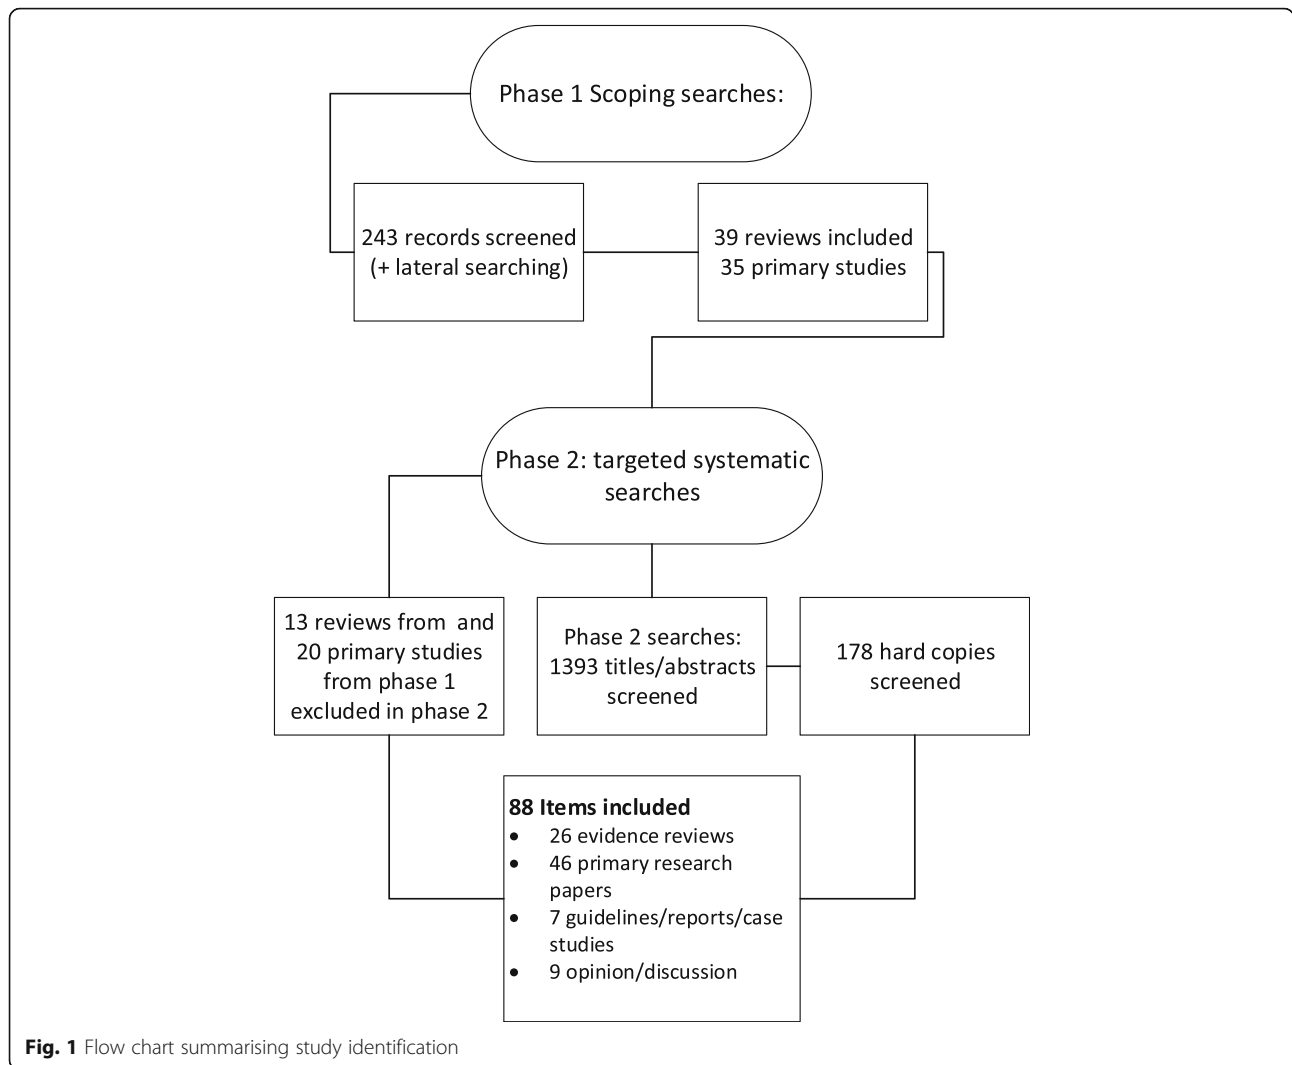 Phase 1 Scoping searches:
243 records screened
(+ lateral searching)
39 reviews included
35 primary studies
Phase 2: targeted systematic
searches
13 reviews from and
20 primary studies
from phase 1
excluded in phase 2
Phase 2 searches:
1393 titles/abstracts
screened
178 hard copies
screened
88 Items included
• 26 evidence reviews
• 46 primary research
papers
• 7 guidelines/reports/case
studies
• 9 opinion/discussion
Fig. 1 Flow chart summarising study identification